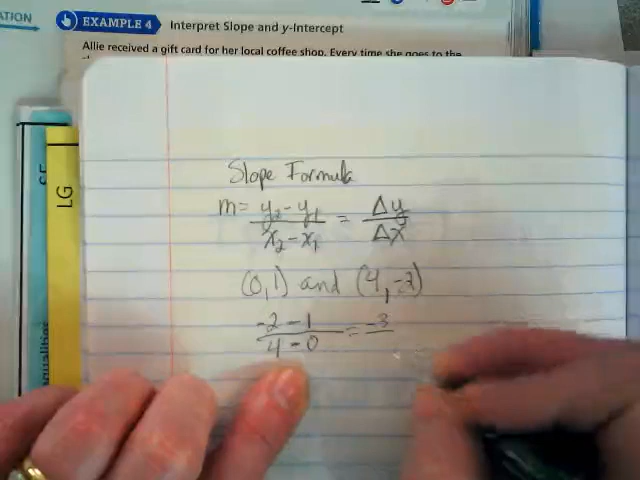 EXAMPLE 4 Interpret Slope and y-Intercept
Allie received a gift card for her local coffee shop. Every time she goes to the
LG
Slope Formula
m = y₂ - y₁ / x₂ - x₁ = Δy / Δx
(0,1) and (4,-2)
-2 - 1 / 4 - 0 = -3 /